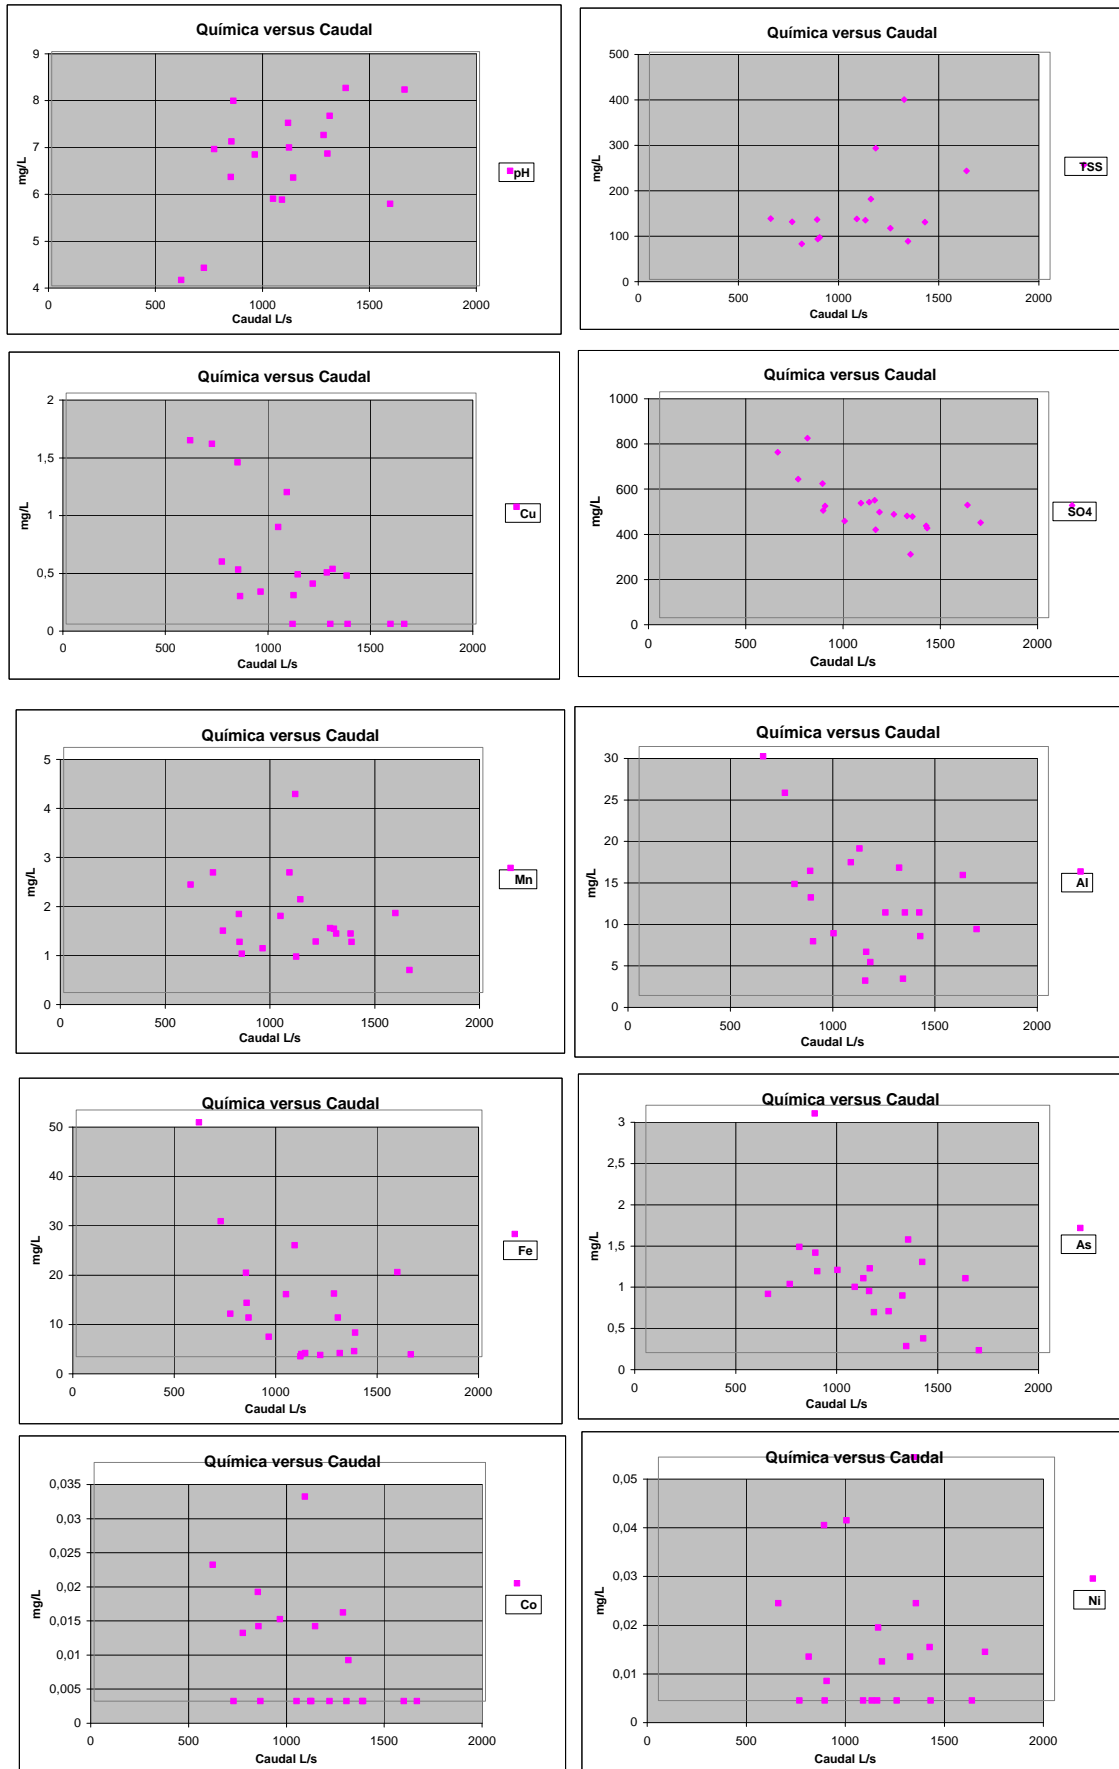 Química versus Caudal
9
8
7
6
5
4
mg/L
0 500 1000 1500 2000
Caudal L/s
pH
Química versus Caudal
500
400
300
200
100
0
mg/L
0 500 1000 1500 2000
Caudal L/s
TSS
Química versus Caudal
2
1,5
1
0,5
0
mg/L
0 500 1000 1500 2000
Caudal L/s
Cu
Química versus Caudal
1000
800
600
400
200
0
mg/L
0 500 1000 1500 2000
Caudal L/s
SO4
Química versus Caudal
5
4
3
2
1
0
mg/L
0 500 1000 1500 2000
Caudal L/s
Mn
Química versus Caudal
30
25
20
15
10
5
0
mg/L
0 500 1000 1500 2000
Caudal L/s
Al
Química versus Caudal
50
40
30
20
10
0
mg/L
0 500 1000 1500 2000
Caudal L/s
Fe
Química versus Caudal
3
2,5
2
1,5
1
0,5
0
mg/L
0 500 1000 1500 2000
Caudal L/s
As
Química versus Caudal
0,035
0,03
0,025
0,02
0,015
0,01
0,005
0
mg/L
0 500 1000 1500 2000
Caudal L/s
Co
Química versus Caudal
0,05
0,04
0,03
0,02
0,01
0
mg/L
0 500 1000 1500 2000
Caudal L/s
Ni